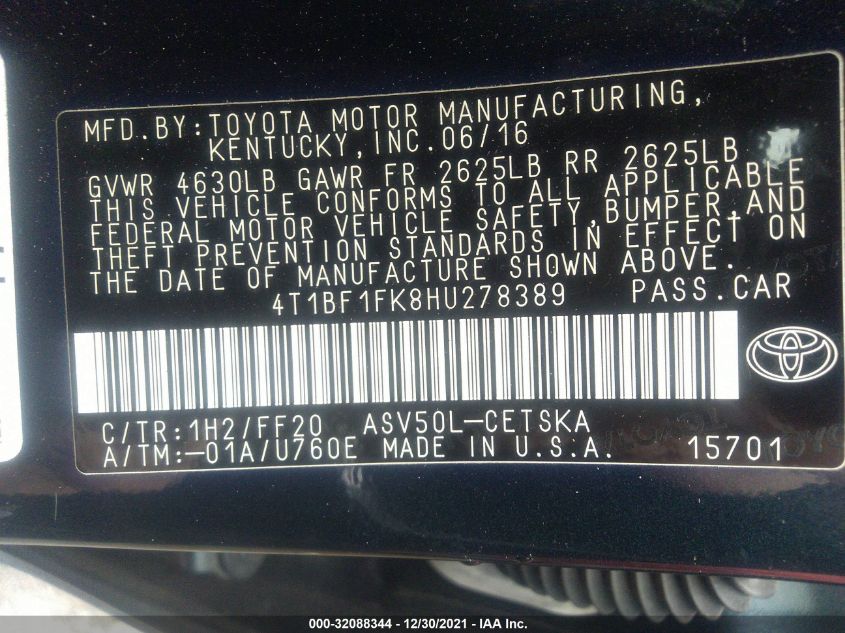 MFD.BY:TOYOTA MOTOR MANUFACTURING,
KENTUCKY,INC.06/16
GVWR 4630LB GAWR FR 2625LB RR 2625LB
THIS VEHICLE CONFORMS TO ALL APPLICABLE
FEDERAL MOTOR VEHICLE SAFETY,BUMPER,AND
THEFT PREVENTION STANDARDS IN EFFECT ON
THE DATE OF MANUFACTURE SHOWN ABOVE.
4T1BF1FK8HU278389 PASS.CAR
C/TR:1H2/FF20 ASV50L-CETSKA
A/TM:-01A/U760E MADE IN U.S.A. 15701
000-32088344 - 12/30/2021 - IAA Inc.